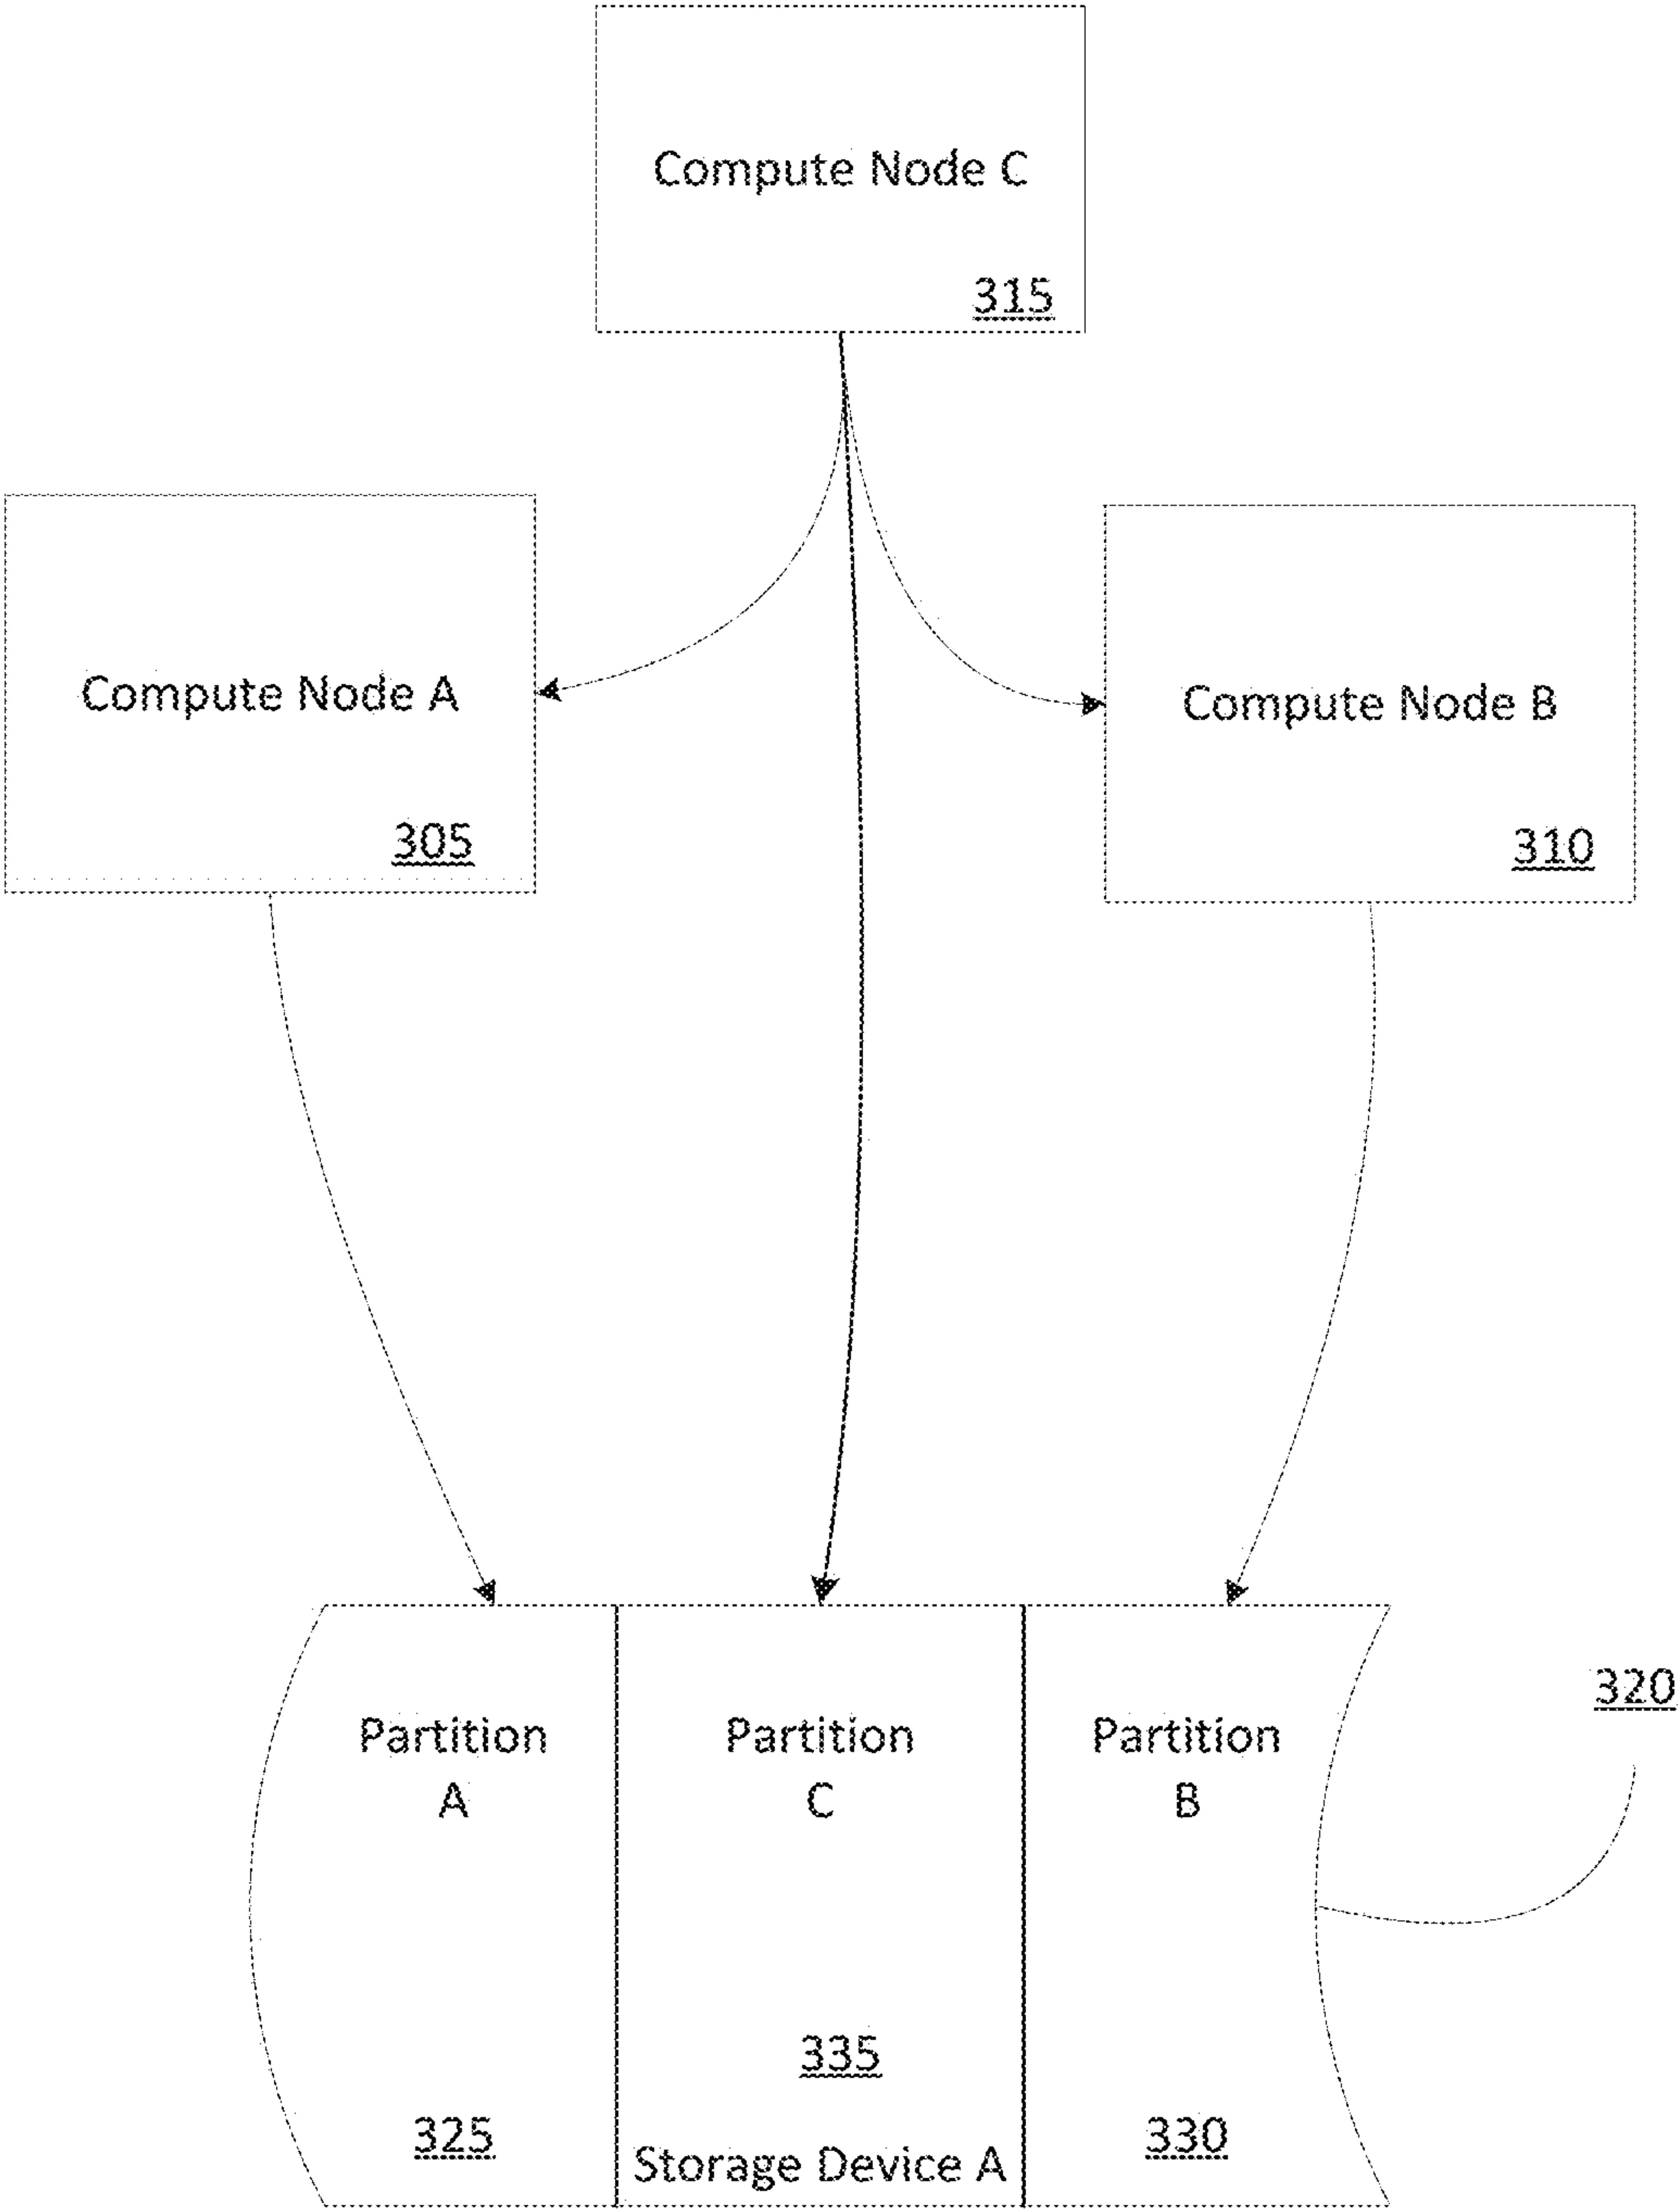 Compute Node C
315
Compute Node A
305
Compute Node B
310
320
Partition
A
Partition
C
Partition
B
335
325
330
Storage Device A